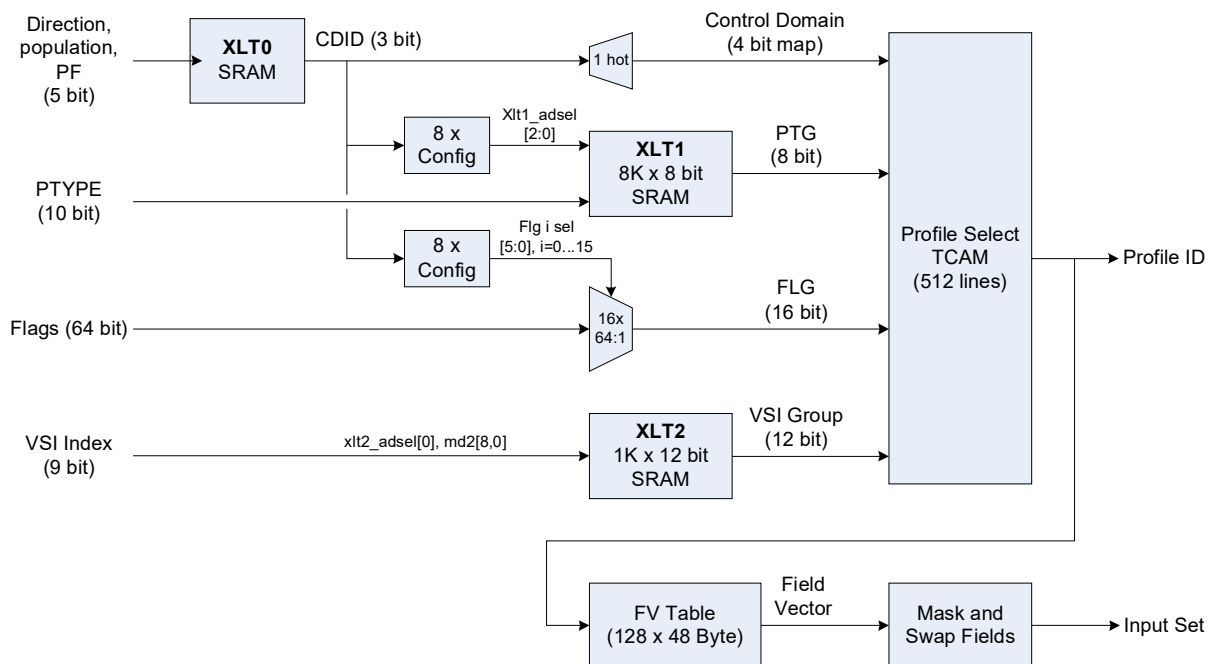 Direction,
population,
PF
(5 bit)
XLT0
SRAM
CDID (3 bit)
1 hot
Control Domain
(4 bit map)
8 x
Config
Xlt1_adsel
[2:0]
XLT1
8K x 8 bit
SRAM
PTG
(8 bit)
PTYPE
(10 bit)
8 x
Config
Flg i sel
[5:0], i=0...15
Flags (64 bit)
16x
64:1
FLG
(16 bit)
VSI Index
(9 bit)
xlt2_adsel[0], md2[8,0]
XLT2
1K x 12 bit
SRAM
VSI Group
(12 bit)
Profile Select
TCAM
(512 lines)
Profile ID
FV Table
(128 x 48 Byte)
Field
Vector
Mask and
Swap Fields
Input Set